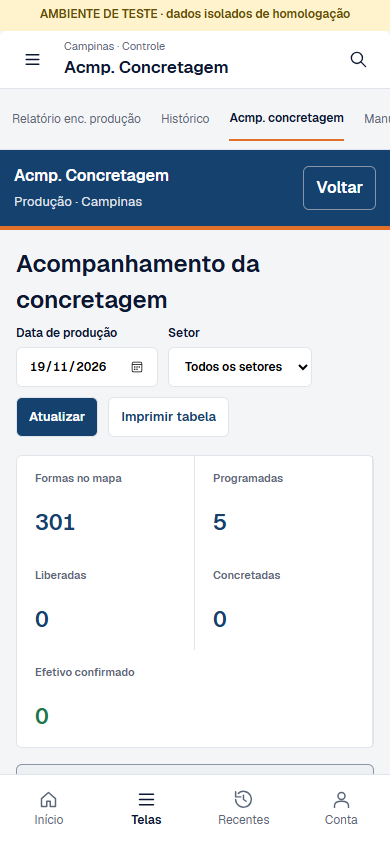 AMBIENTE DE TESTE · dados isolados de homologação
Campinas · Controle
Acmp. Concretagem
Relatório enc. produção
Histórico
Acmp. concretagem
Acmp. Concretagem
Produção · Campinas
Voltar
Acompanhamento da
concretagem
Data de produção
Setor
19/11/2026
Todos os setores
Atualizar
Imprimir tabela
Formas no mapa
Programadas
301
5
Liberadas
Concretadas
0
0
Efetivo confirmado
0
Início
Telas
Recentes
Conta